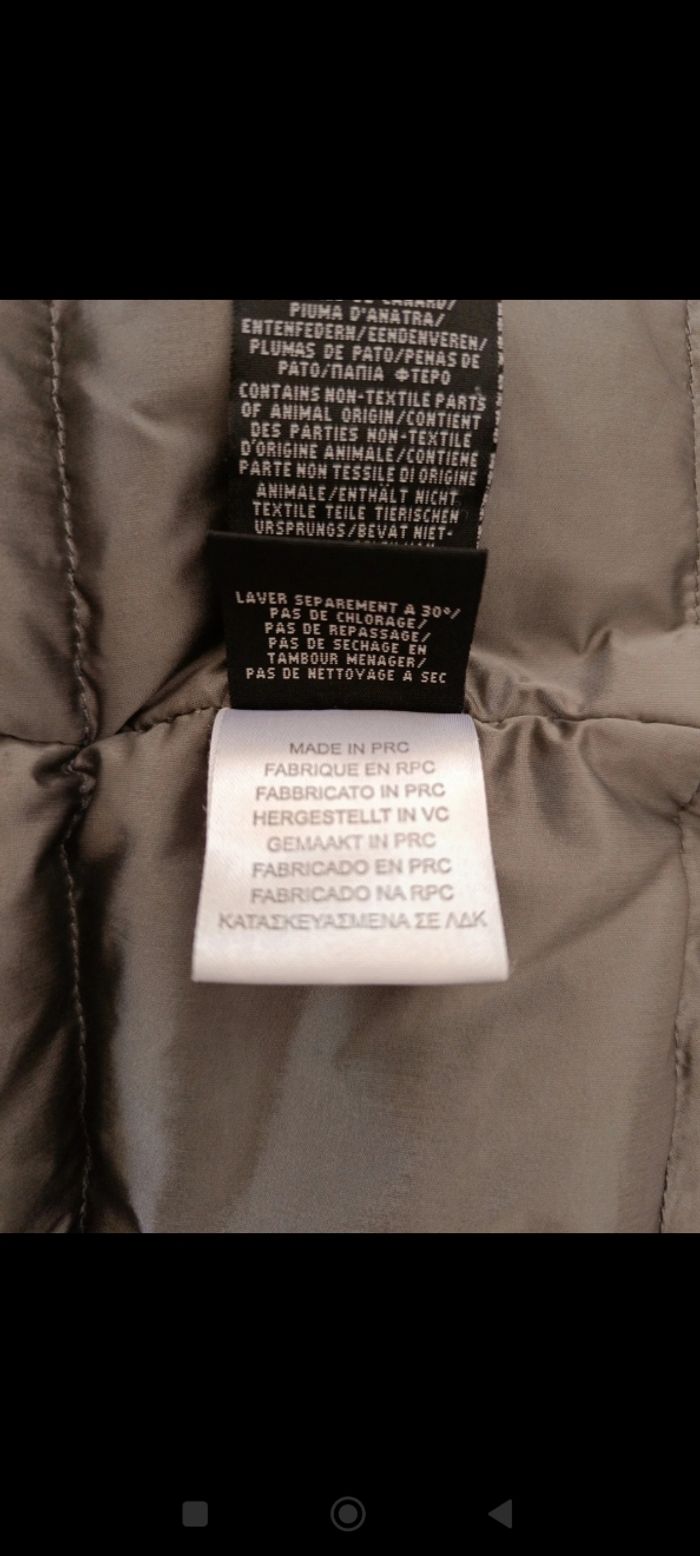 PIUMA D'ANATRA/
ENTENFEDERN/EENDENVEREN/
PLUMAS DE PATO/PENAS DE
PATO/ΠΑΠΙΑ ΦΤΕΡΟ
CONTAINS NON-TEXTILE PARTS
OF ANIMAL ORIGIN/CONTIENT
DES PARTIES NON-TEXTILE
D'ORIGINE ANIMALE/CONTIENE
PARTE NON TESSILE DI ORIGINE
ANIMALE/ENTHÄLT NICHT
TEXTILE TEILE TIERISCHEN
URSPRUNGS/BEVAT NIET-
LAVER SEPAREMENT A 30°/
PAS DE CHLORAGE/
PAS DE REPASSAGE/
PAS DE SECHAGE EN
TAMBOUR MENAGER/
PAS DE NETTOYAGE A SEC
MADE IN PRC
FABRIQUE EN RPC
FABBRICATO IN PRC
HERGESTELLT IN VC
GEMAAKT IN PRC
FABRICADO EN PRC
FABRICADO NA RPC
ΚΑΤΑΣΚΕΥΑΣΜΕΝΑ ΣΕ ΛΔΚ